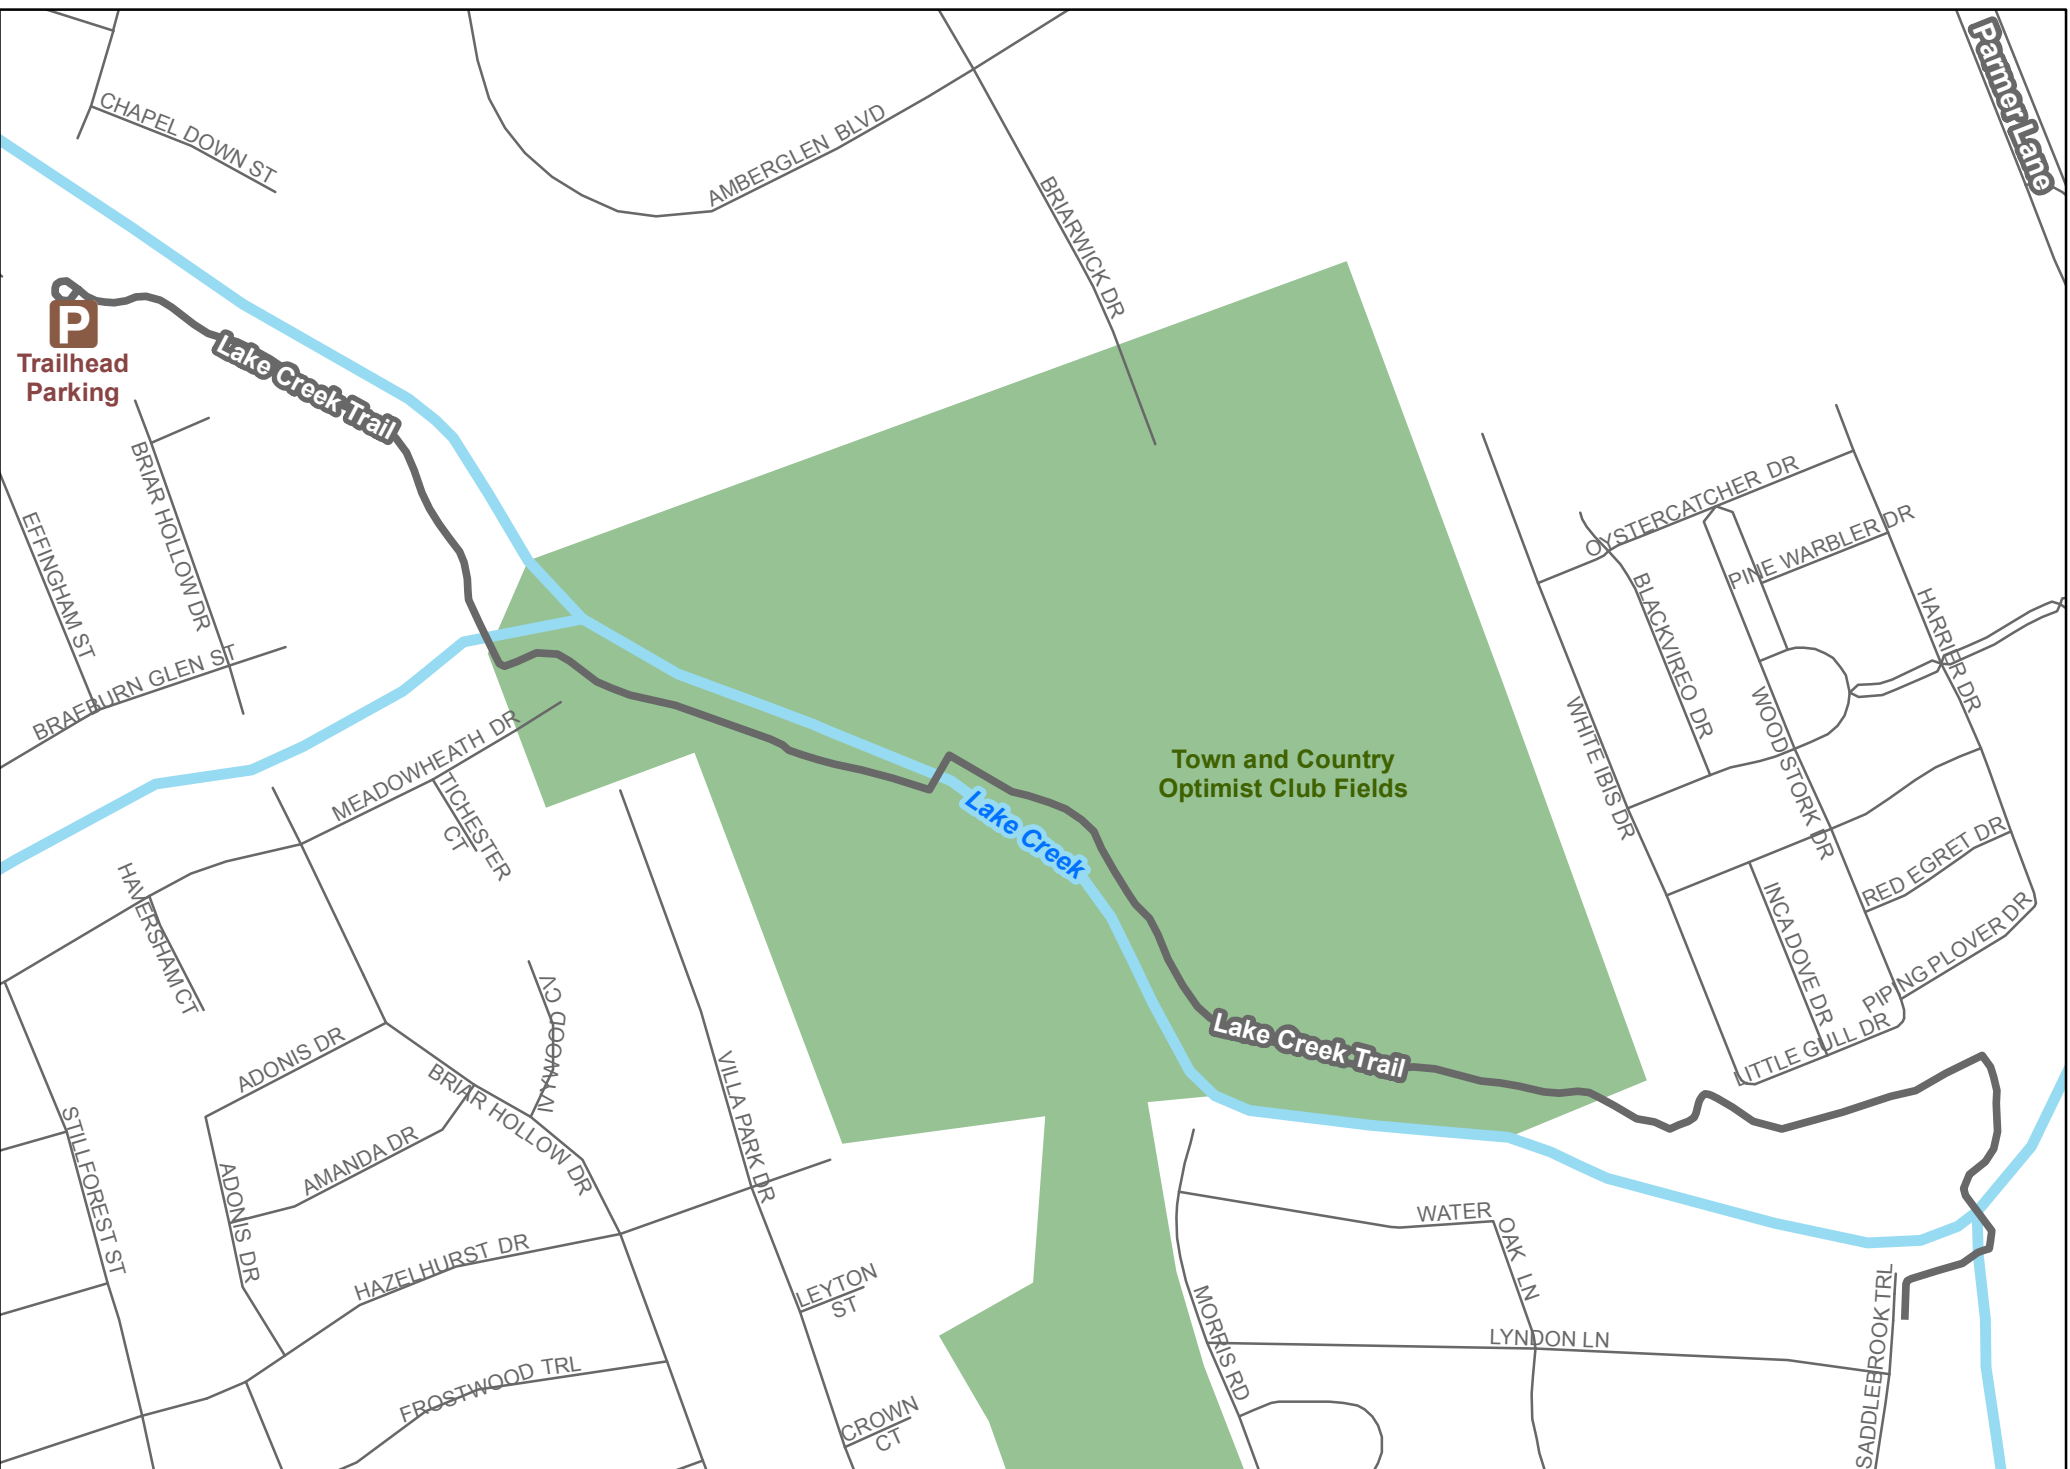 Parmer Lane
CHAPEL DOWN ST
AMBERGLEN BLVD
BRIARWICK DR
P
Trailhead
Parking
Lake Creek Trail
BRIAR HOLLOW DR
EFFINGHAM ST
BRAEBURN GLEN ST
OYSTERCATCHER DR
PINE WARBLER DR
BLACKVIREO DR
HARRIER DR
WHITE IBIS DR
WOODSTORK DR
MEADOWHEATH DR
TICHESTER
CT
Town and Country
Optimist Club Fields
Lake Creek
RED EGRET DR
INCA DOVE DR
PIPING PLOVER DR
LITTLE GULL DR
HAVERSHAM CT
IVYWOOD CV
ADONIS DR
BRIAR HOLLOW DR
VILLA PARK DR
Lake Creek Trail
STILLFOREST ST
AMANDA DR
ADONIS DR
HAZELHURST DR
LEYTON
ST
WATER
OAK LN
MORRIS RD
LYNDON LN
SADDLEBROOK TRL
FROSTWOOD TRL
CROWN
CT